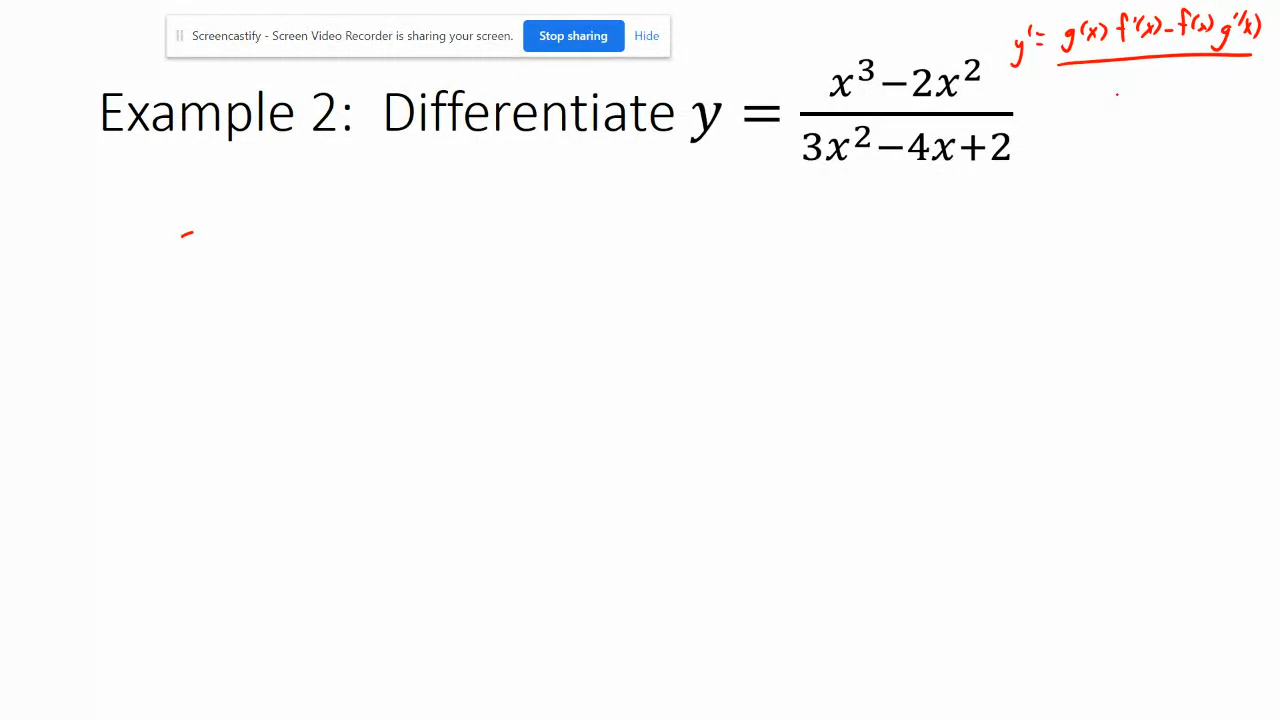 Screencastify - Screen Video Recorder is sharing your screen. Stop sharing Hide
y' = g(x) f'(x) - f(x) g'(x)
Example 2: Differentiate y = x³−2x² / 3x²−4x+2